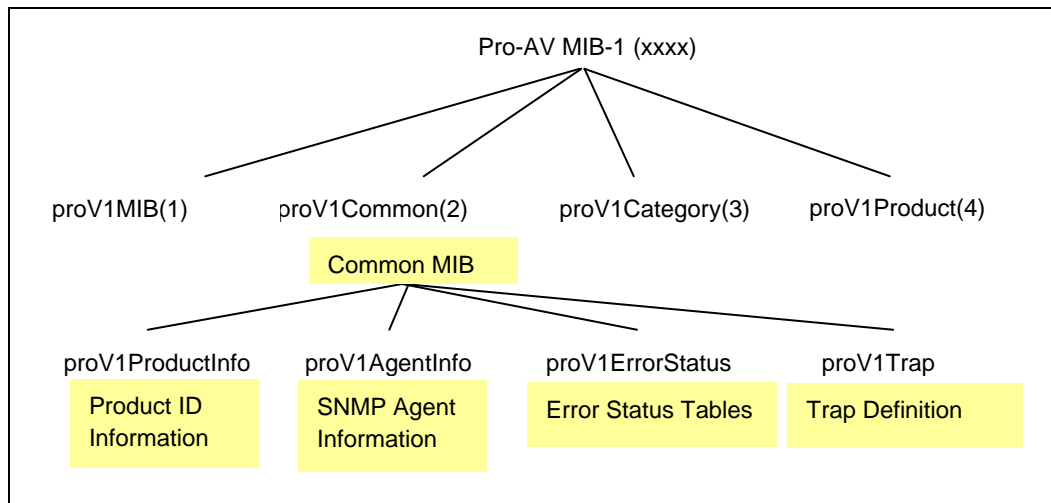 Pro-AV MIB-1 (xxxx)
proV1MIB(1)
proV1Common(2)
proV1Category(3)
proV1Product(4)
Common MIB
proV1ProductInfo
proV1AgentInfo
proV1ErrorStatus
proV1Trap
Product ID
Information
SNMP Agent
Information
Error Status Tables
Trap Definition